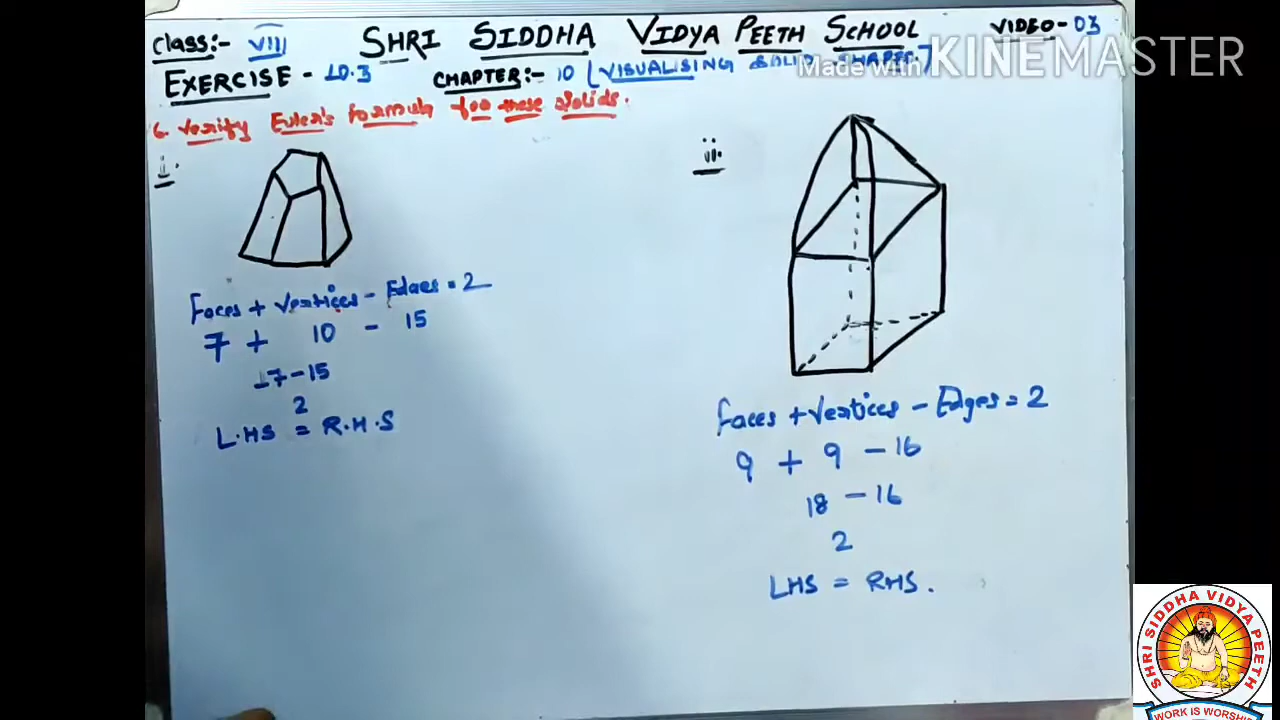 Class:- VIII SHRI SIDDHA VIDYA PEETH SCHOOL VIDEO-03
EXERCISE - 10.3 CHAPTER:- 10 (VISUALISING SOLID SHAPES)
Made with KINEMASTER
6. Verify Euler's formula for these solids.
i.
Faces + Vertices - Edges = 2
7 + 10 - 15
17-15
2
L.HS = R.H.S
ii.
Faces + Vertices - Edges = 2
9 + 9 - 16
18 - 16
2
LHS = RHS.
SHRI SIDDHA VIDYA PEETH
WORK IS WORSHIP